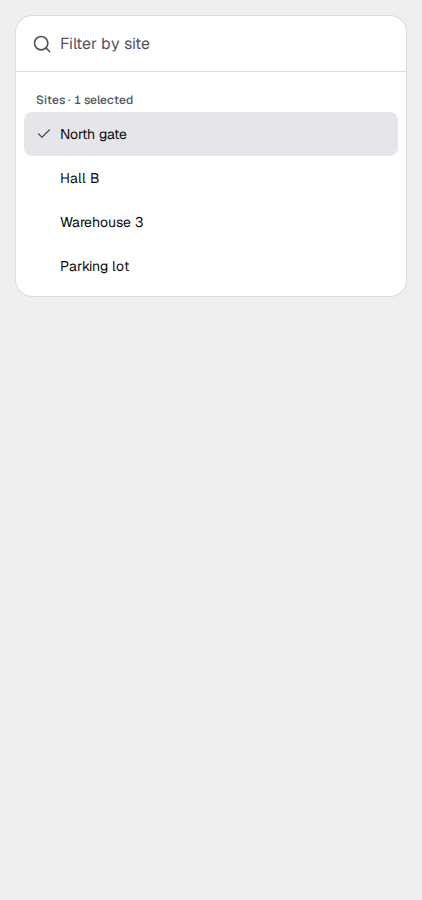 Filter by site
Sites · 1 selected
North gate
Hall B
Warehouse 3
Parking lot